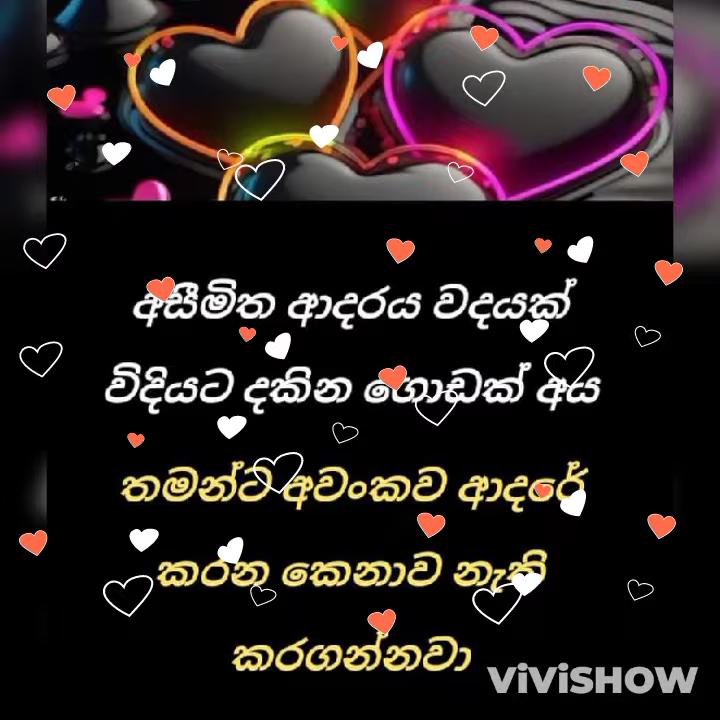 අසීමිත ආදරය වදයක්
විදියට දකින ගොඩක් අය
තමන්ට අවංකව ආදරේ
කරන කෙනාව නැති
කරගන්නවා
ViViSHOW